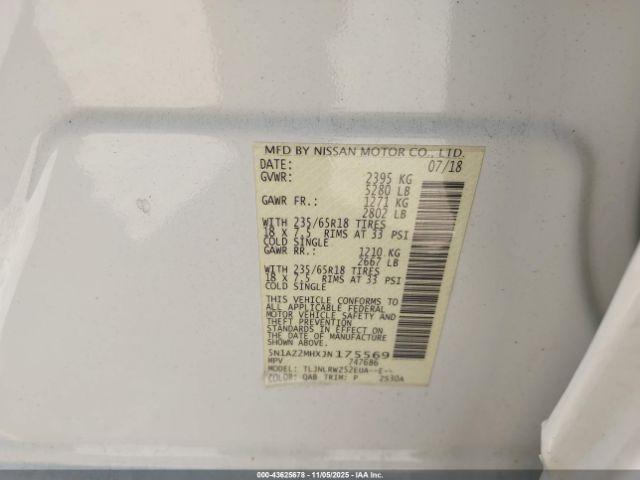 MFD BY NISSAN MOTOR CO., LTD.
DATE: 07/18
GVWR: 2395 KG
5280 LB
GAWR FR.: 1271 KG
2802 LB
WITH 235/65R18 TIRES
18 X 7.5 RIMS AT 33 PSI
COLD SINGLE
GAWR RR.: 1210 KG
2667 LB
WITH 235/65R18 TIRES
18 X 7.5 RIMS AT 33 PSI
COLD SINGLE
THIS VEHICLE CONFORMS TO
ALL APPLICABLE FEDERAL
MOTOR VEHICLE SAFETY AND
THEFT PREVENTION
STANDARDS IN EFFECT ON
THE DATE OF MANUFACTURE
SHOWN ABOVE.
5N1AZ2MHXJN175569
MPV 747686
MODEL: TLJNLRWZ52EUA--E--
COLOR: QAB TRIM: P 2530A
000-43625678 - 11/05/2025 - IAAI Inc.